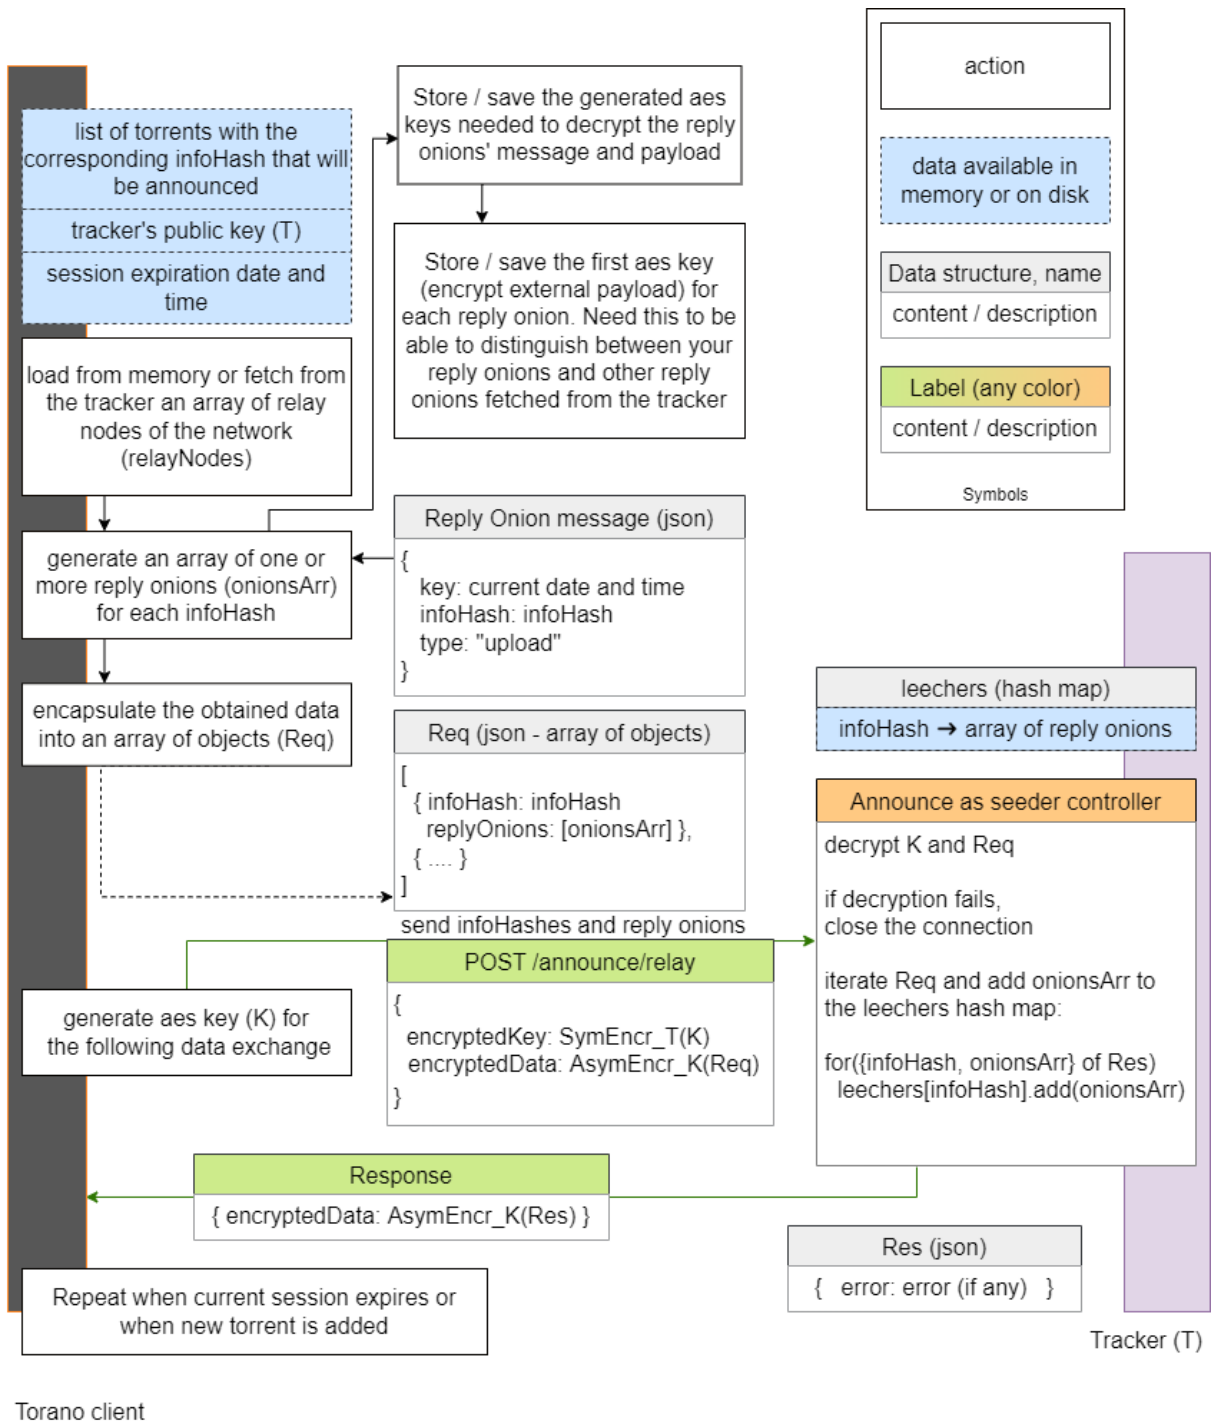 list of torrents with the
corresponding infoHash that will
be announced
tracker's public key (T)
session expiration date and
time
load from memory or fetch from
the tracker an array of relay
nodes of the network
(relayNodes)
generate an array of one or
more reply onions (onionsArr)
for each infoHash
encapsulate the obtained data
into an array of objects (Req)
Store / save the generated aes
keys needed to decrypt the reply
onions' message and payload
Store / save the first aes key
(encrypt external payload) for
each reply onion. Need this to be
able to distinguish between your
reply onions and other reply
onions fetched from the tracker
Reply Onion message (json)
{
key: current date and time
infoHash: infoHash
type: "upload"
}
Req (json - array of objects)
[
{ infoHash: infoHash
replyOnions: [onionsArr] },
{ .... }
]
action
data available in
memory or on disk
Data structure, name
content / description
Label (any color)
content / description
Symbols
leechers (hash map)
infoHash ➔ array of reply onions
Announce as seeder controller
decrypt K and Req
if decryption fails,
close the connection
iterate Req and add onionsArr to
the leechers hash map:
for({infoHash, onionsArr} of Res)
leechers[infoHash].add(onionsArr)
send infoHashes and reply onions
POST /announce/relay
{
encryptedKey: SymEncr_T(K)
encryptedData: AsymEncr_K(Req)
}
generate aes key (K) for
the following data exchange
Response
{ encryptedData: AsymEncr_K(Res) }
Res (json)
{ error: error (if any) }
Repeat when current session expires or
when new torrent is added
Tracker (T)
Torano client